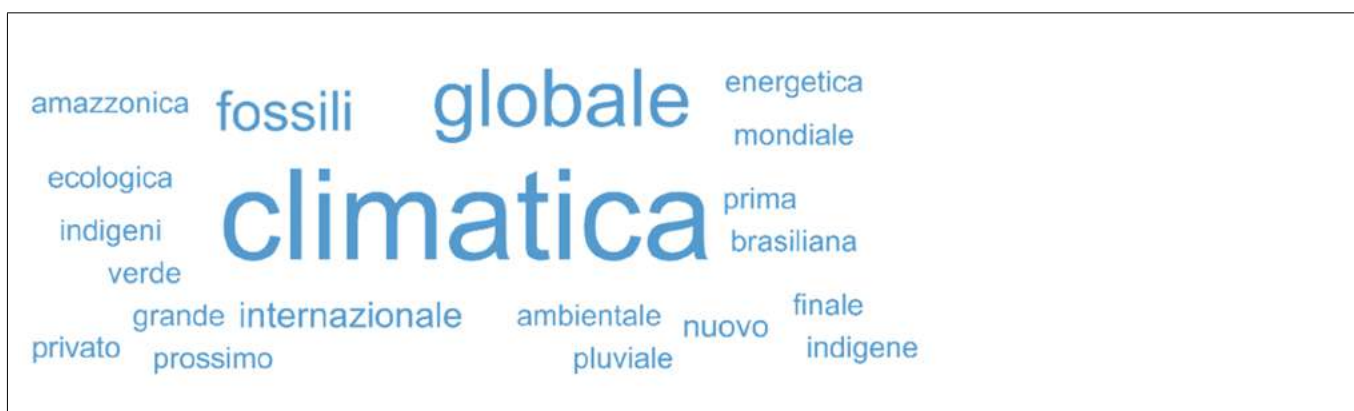 amazzonica fossili globale energetica
mondiale
ecologica climatica prima
indigeni brasiliana
verde
grande internazionale ambientale nuovo finale
privato prossimo pluviale indigene